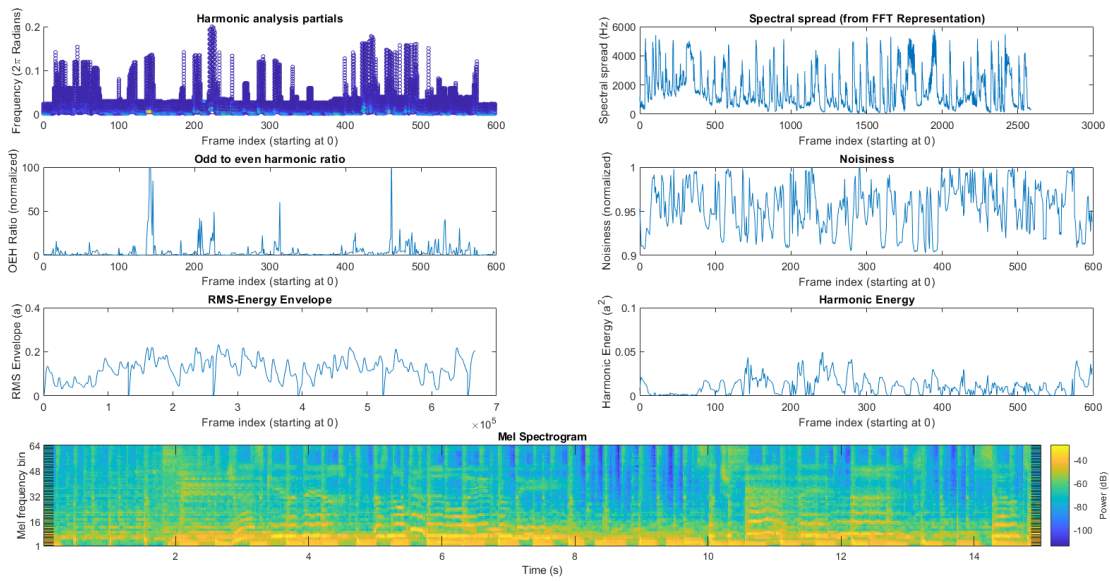 Harmonic analysis partials
Frequency (2π Radians)
0.2
0.1
0
0 100 200 300 400 500 600
Frame index (starting at 0)
Spectral spread (from FFT Representation)
Spectral spread (Hz)
6000
4000
2000
0
0 500 1000 1500 2000 2500 3000
Frame index (starting at 0)
Odd to even harmonic ratio
OEH Ratio (normalized)
100
50
0
0 100 200 300 400 500 600
Frame index (starting at 0)
Noisiness
Noisiness (normalized)
1
0.95
0.9
0 100 200 300 400 500 600
Frame index (starting at 0)
RMS-Energy Envelope
RMS Envelope (a)
0.4
0.2
0
0 1 2 3 4 5 6 7
×10⁵
Frame index (starting at 0)
Harmonic Energy
Harmonic Energy (a²)
0.1
0.05
0
0 100 200 300 400 500 600
Frame index (starting at 0)
Mel Spectrogram
Mel frequency bin
64
48
32
16
1
2 4 6 8 10 12 14
Time (s)
-40
-60
-80
-100
Power (dB)